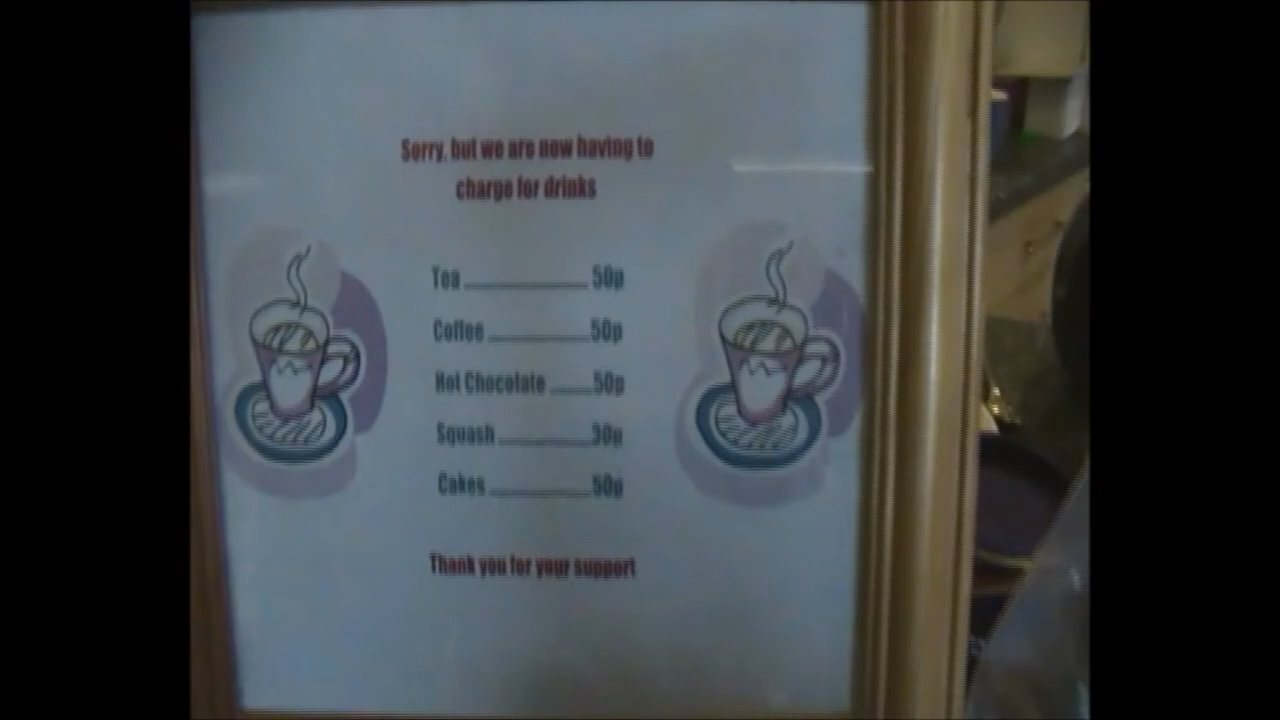 Sorry, but we are now having to
charge for drinks
Tea 50p
Coffee 50p
Hot Chocolate 50p
Squash 30p
Cakes 50p
Thank you for your support